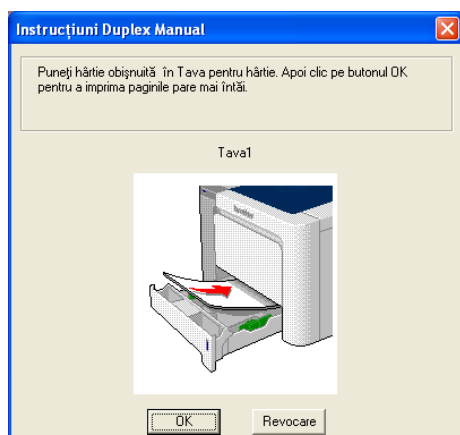 Instrucțiuni Duplex Manual
Puneți hârtie obișnuită în Tava pentru hârtie. Apoi clic pe butonul OK
pentru a imprima paginile pare mai întâi.
Tava1
brother
OK
Revocare